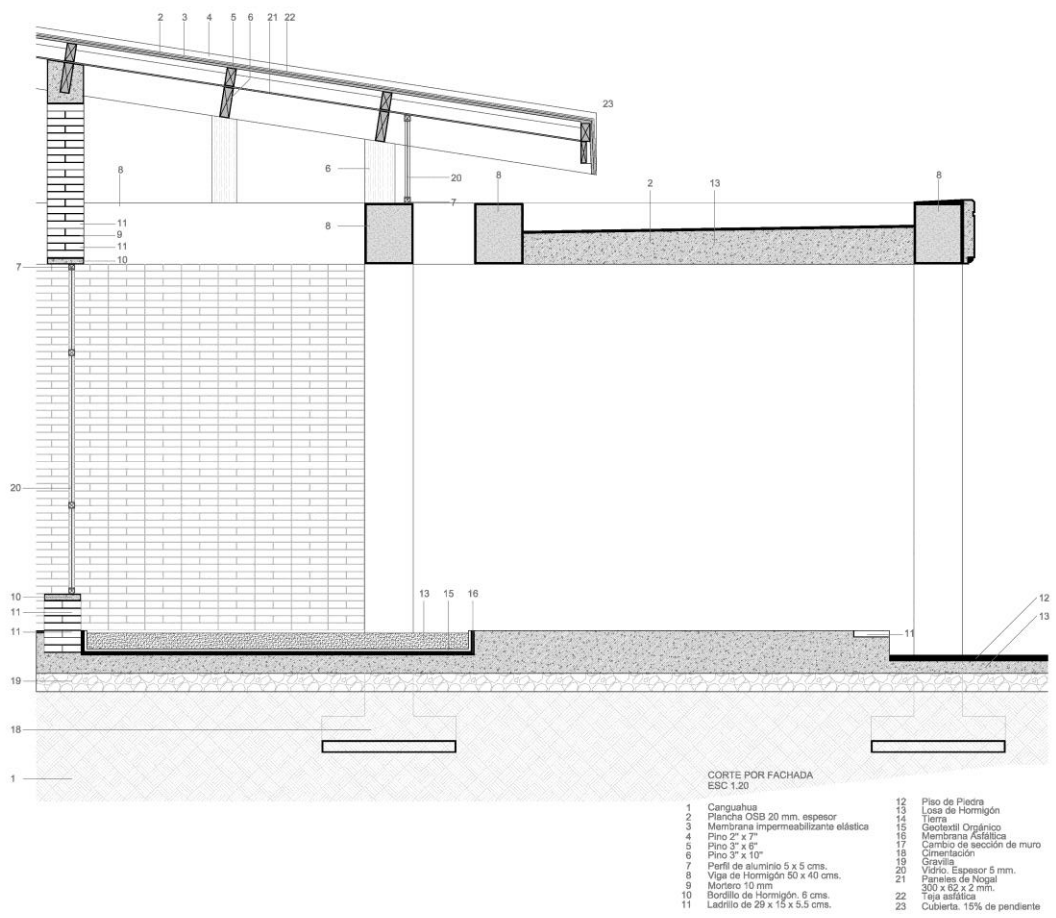 2 3 4 5 6 21 22
23
8 6 20 8 2 13 8
7
11
9
11
10
8
7
20
10
11
11
13 15 16
11
12
13
19
18
1
CORTE POR FACHADA
ESC 1.20
1 Canguahua
2 Plancha OSB 20 mm. espesor
3 Membrana impermeabilizante elástica
4 Pino 2" x 7"
5 Pino 3" x 6"
6 Pino 3" x 10"
7 Perfil de aluminio 5 x 5 cms.
8 Viga de Hormigón 50 x 40 cms.
9 Mortero 10 mm
10 Bordillo de Hormigón. 6 cms.
11 Ladrillo de 29 x 15 x 5.5 cms.
12 Piso de Piedra
13 Losa de Hormigón
14 Tierra
15 Geotextil Orgánico
16 Membrana Asfáltica
17 Cambio de sección de muro
18 Cimentación
19 Gravilla
20 Vidrio. Espesor 5 mm.
21 Paneles de Nogal
300 x 62 x 2 mm.
22 Teja asfática
23 Cubierta. 15% de pendiente